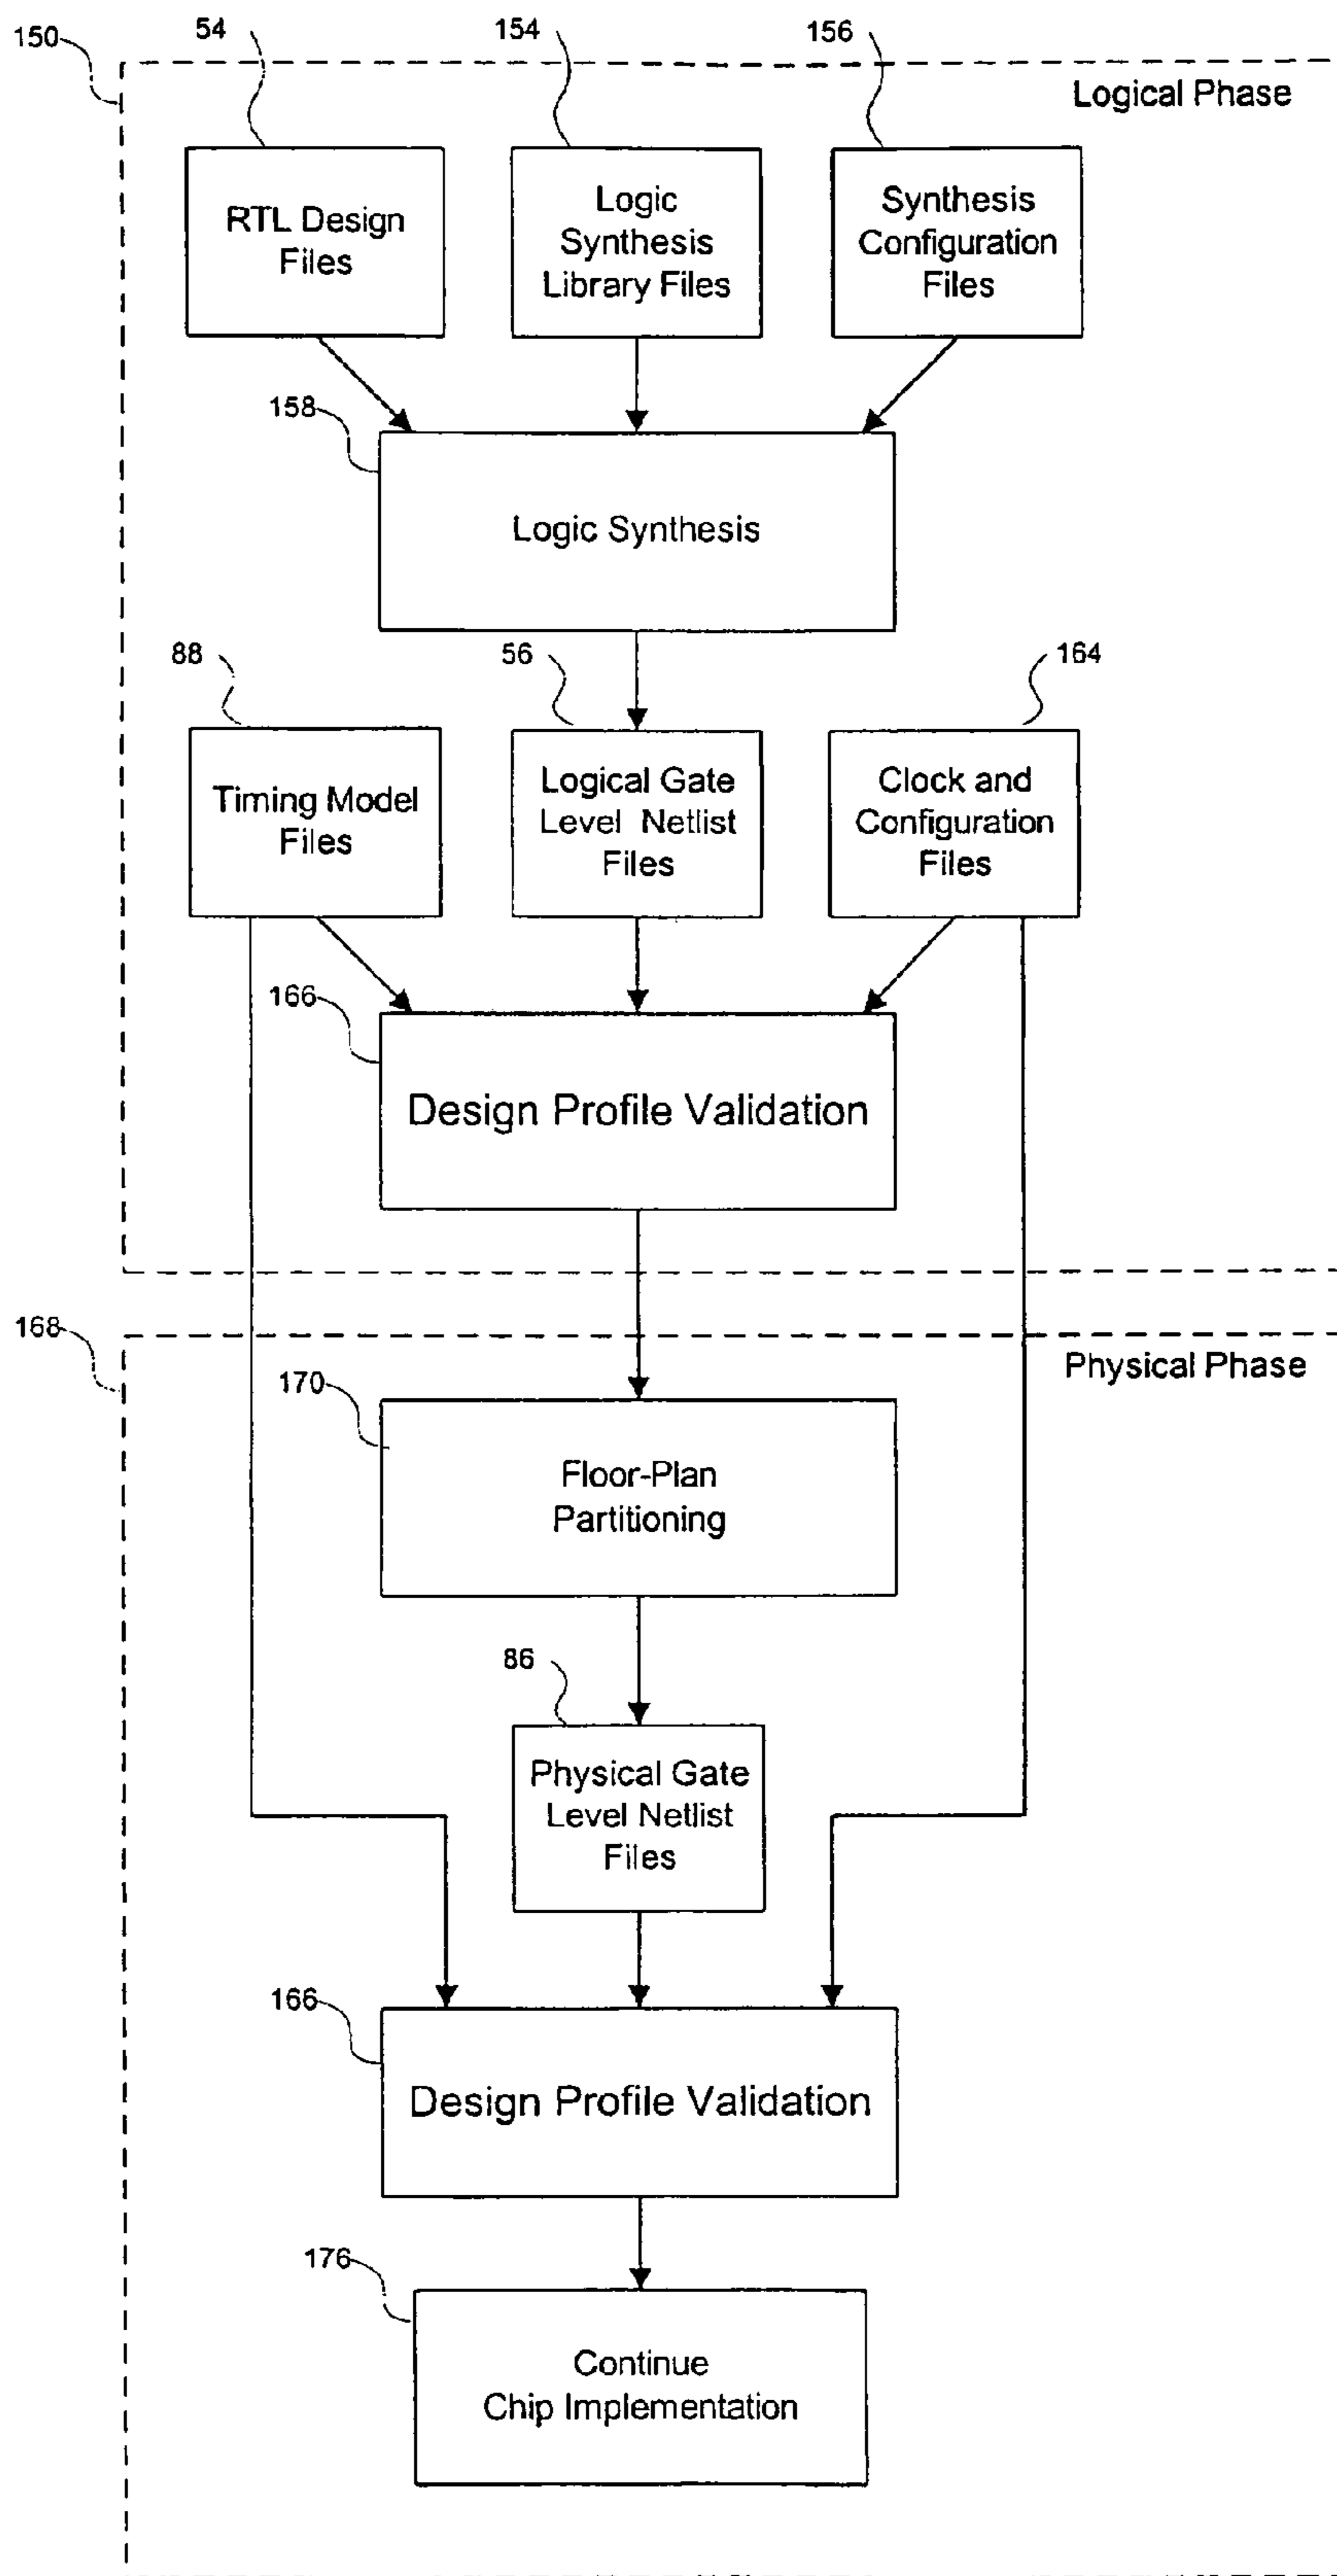 150
54
154
156
Logical Phase
RTL Design
Files
Logic
Synthesis
Library Files
Synthesis
Configuration
Files
158
Logic Synthesis
88
56
164
Timing Model
Files
Logical Gate
Level Netlist
Files
Clock and
Configuration
Files
166
Design Profile Validation
168
Physical Phase
170
Floor-Plan
Partitioning
86
Physical Gate
Level Netlist
Files
166
Design Profile Validation
176
Continue
Chip Implementation